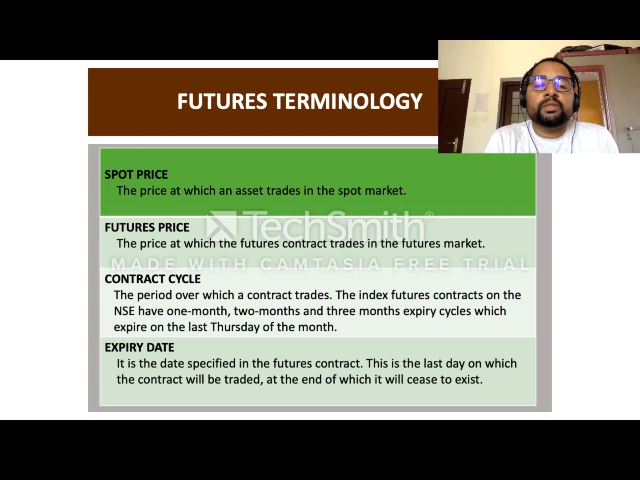 FUTURES TERMINOLOGY
SPOT PRICE
The price at which an asset trades in the spot market.
TechSmith®
FUTURES PRICE
The price at which the futures contract trades in the futures market.
MADE WITH CAMTASIA FREE TRIAL
CONTRACT CYCLE
The period over which a contract trades. The index futures contracts on the
NSE have one-month, two-months and three months expiry cycles which
expire on the last Thursday of the month.
EXPIRY DATE
It is the date specified in the futures contract. This is the last day on which
the contract will be traded, at the end of which it will cease to exist.